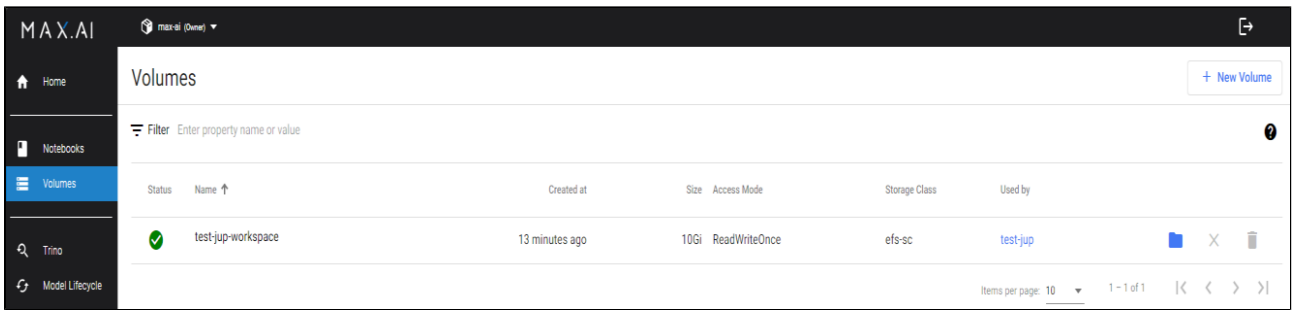 MAX.AI
max-ai (Owner)
Home
Volumes
+ New Volume
Filter Enter property name or value
Notebooks
Volumes
Status Name Created at Size Access Mode Storage Class Used by
test-jup-workspace 13 minutes ago 10Gi ReadWriteOnce efs-sc test-jup
Trino
Model Lifecycle
Items per page: 10 1 – 1 of 1